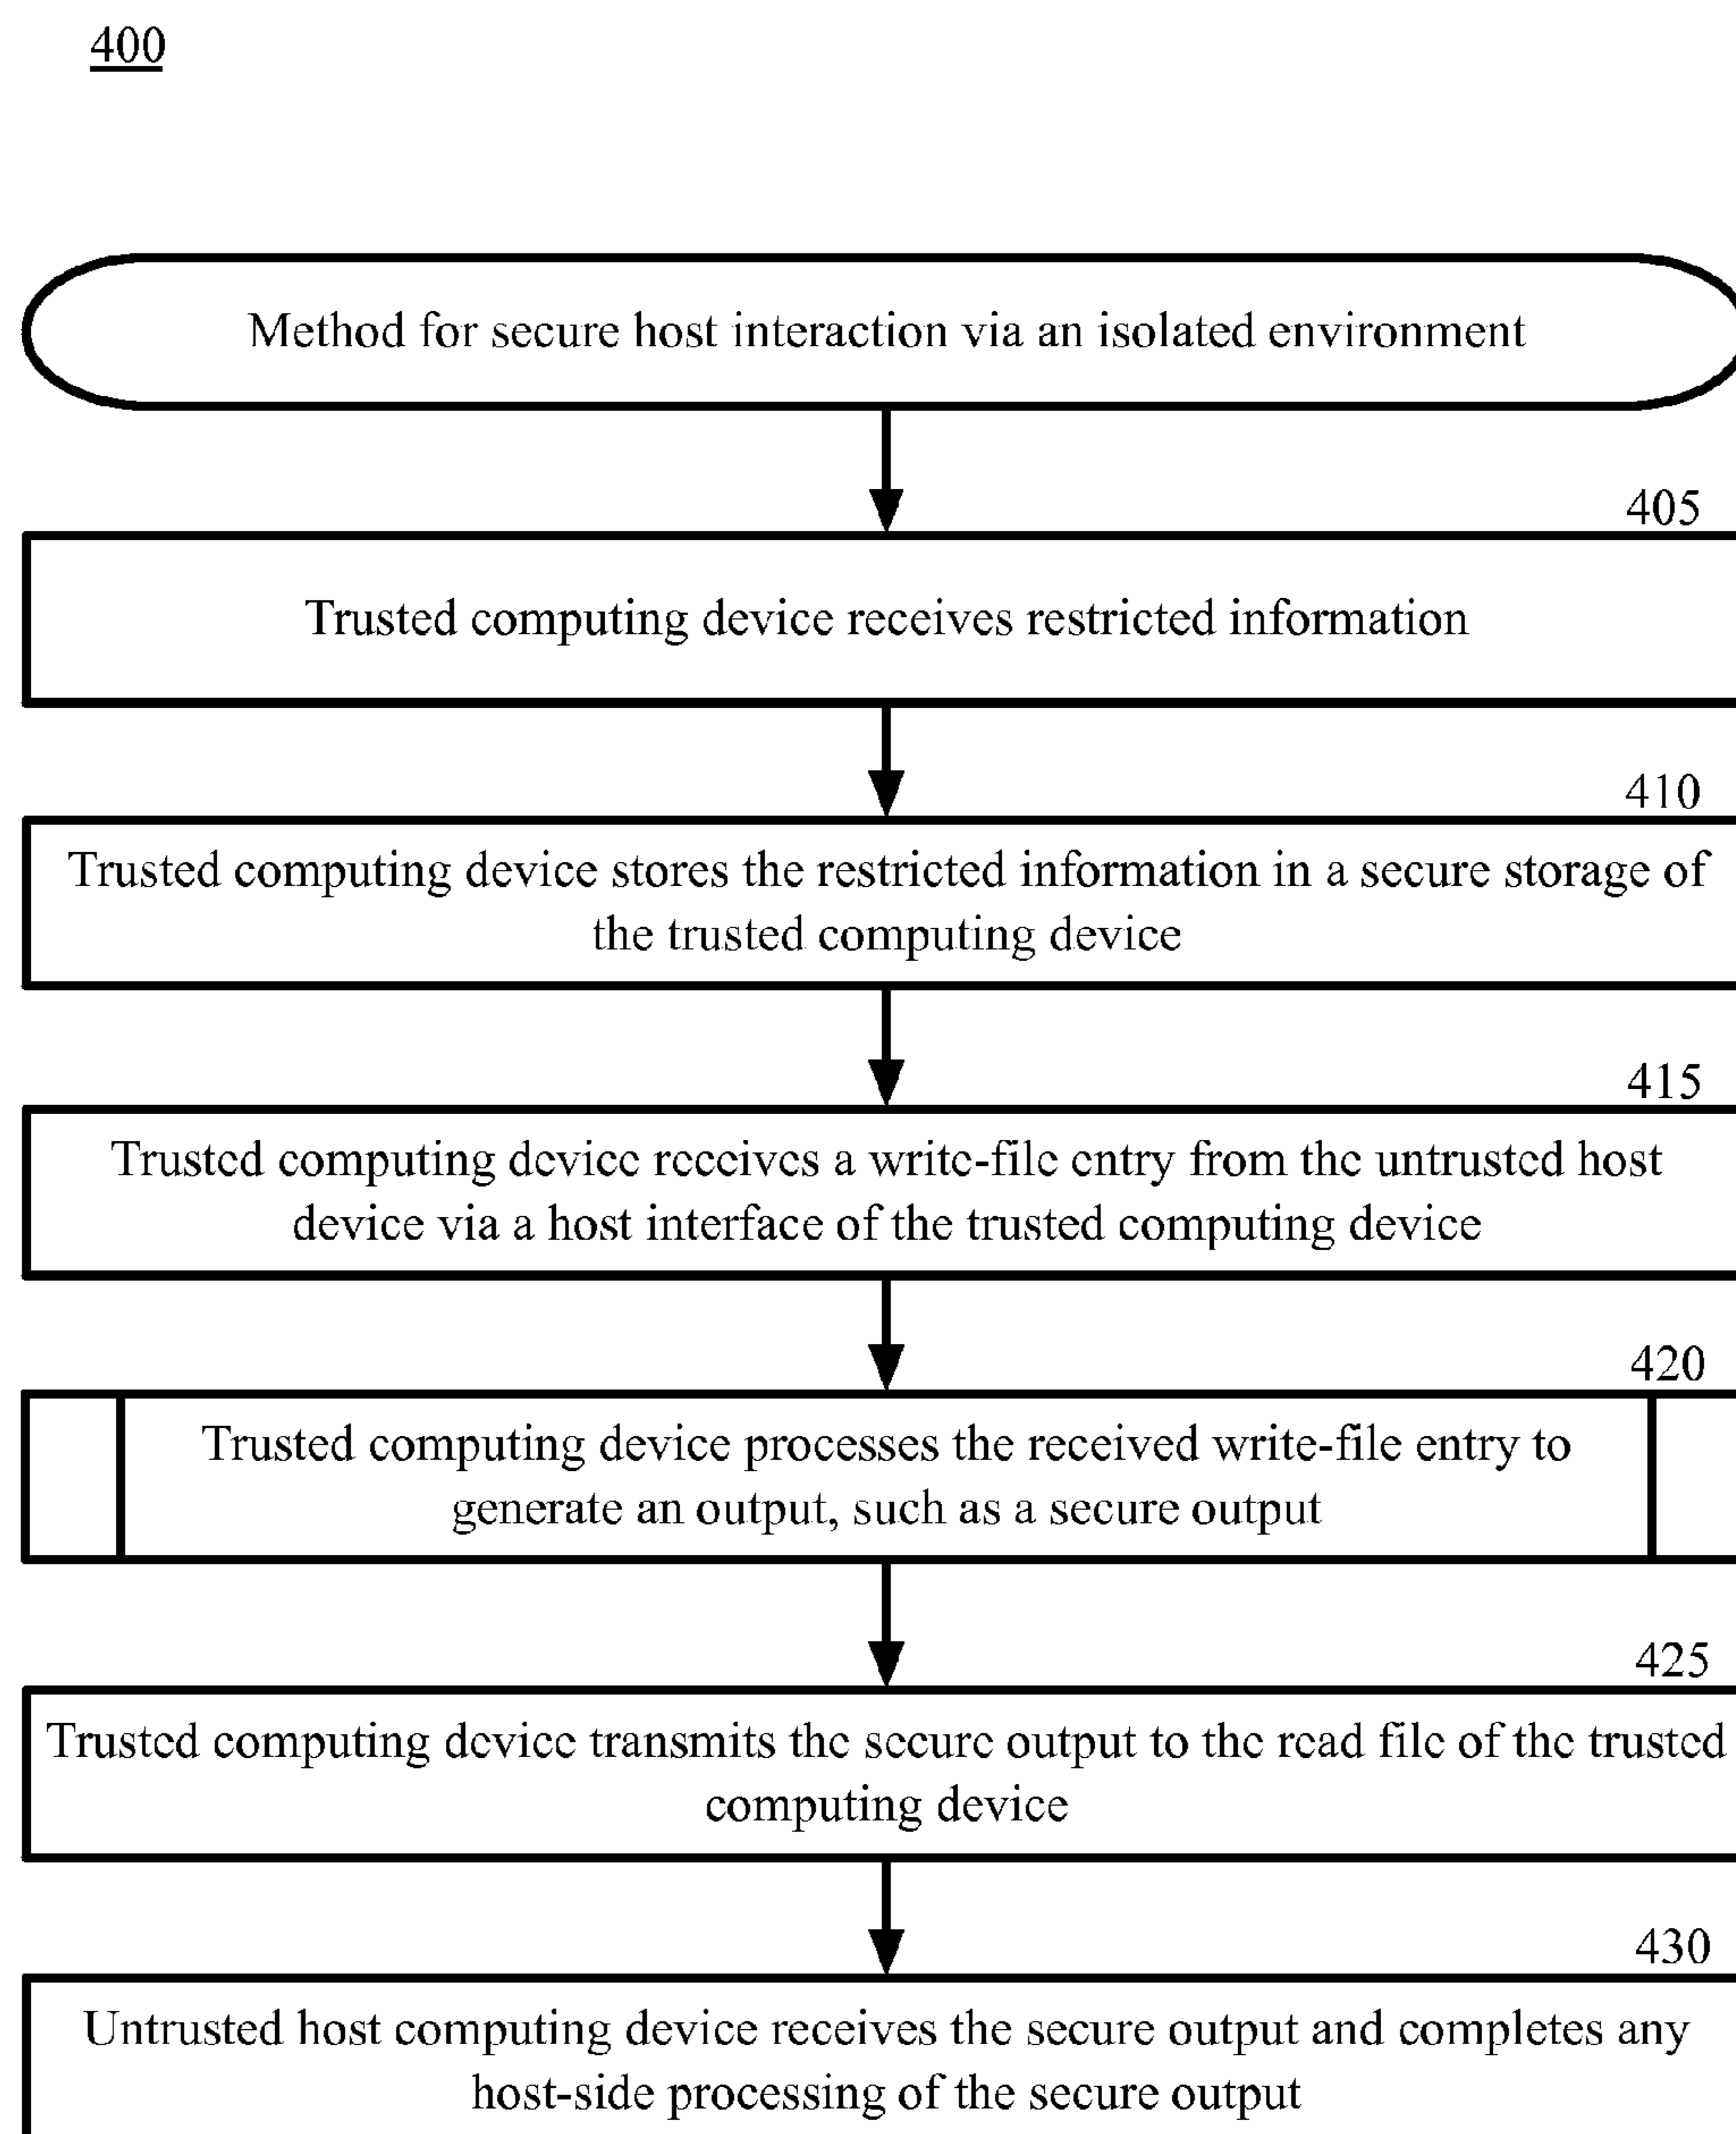 400
Method for secure host interaction via an isolated environment
405
Trusted computing device receives restricted information
410
Trusted computing device stores the restricted information in a secure storage of
the trusted computing device
415
Trusted computing device receives a write-file entry from the untrusted host
device via a host interface of the trusted computing device
420
Trusted computing device processes the received write-file entry to
generate an output, such as a secure output
425
Trusted computing device transmits the secure output to the read file of the trusted
computing device
430
Untrusted host computing device receives the secure output and completes any
host-side processing of the secure output